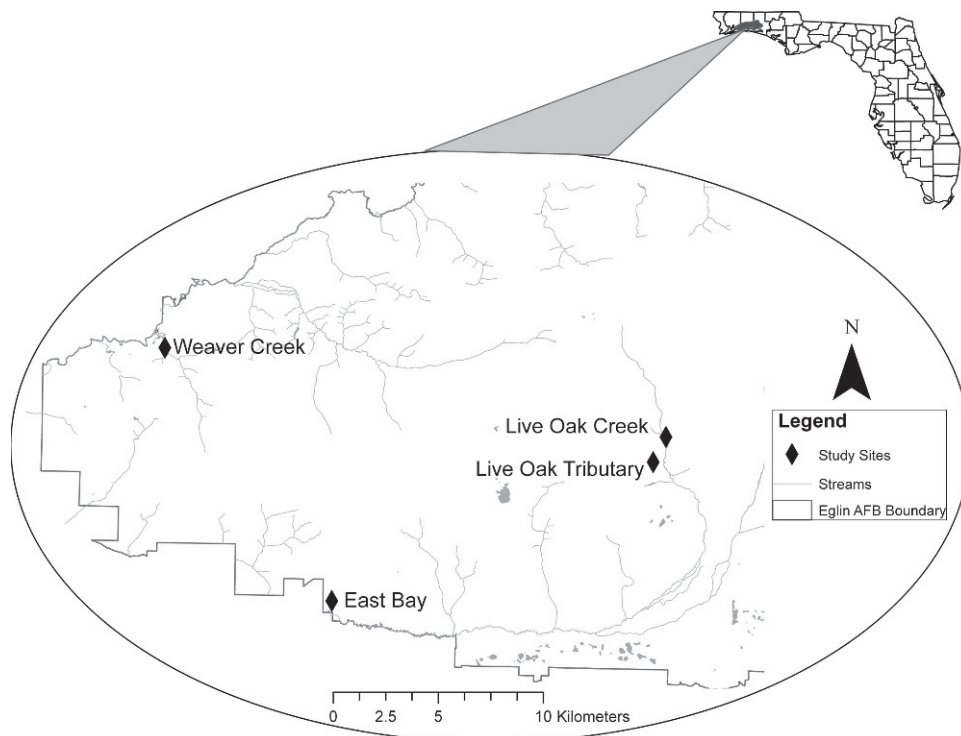 N
Weaver Creek
Live Oak Creek
Live Oak Tributary
Legend
Study Sites
Streams
Eglin AFB Boundary
East Bay
0 2.5 5 10 Kilometers